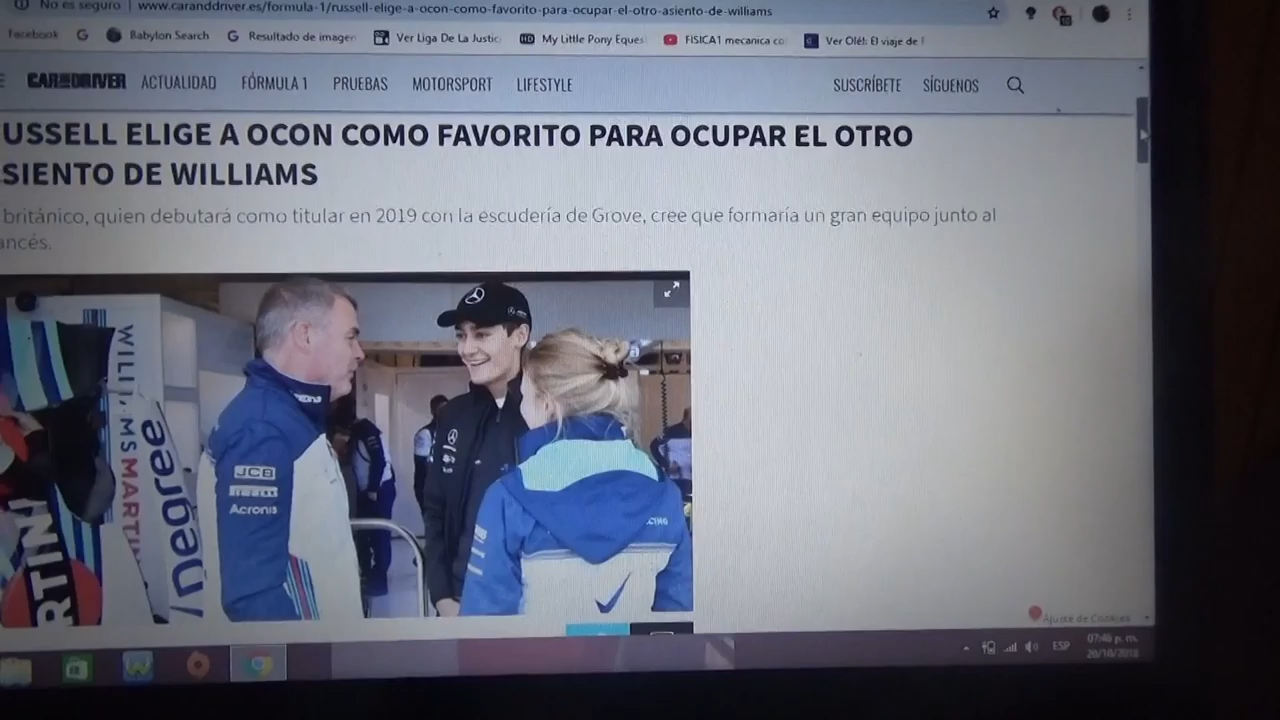 No es seguro | www.caranddriver.es/formula-1/russell-elige-a-ocon-como-favorito-para-ocupar-el-otro-asiento-de-williams
Facebook Babylon Search Resultado de imagen Ver Liga De La Justic My Little Pony Eques FISICA1 mecanica co Ver Olé!: El viaje de
CAR AND DRIVER ACTUALIDAD FÓRMULA 1 PRUEBAS MOTORSPORT LIFESTYLE SUSCRÍBETE SÍGUENOS
USSELL ELIGE A OCON COMO FAVORITO PARA OCUPAR EL OTRO
SIENTO DE WILLIAMS
británico, quien debutará como titular en 2019 con la escudería de Grove, cree que formaría un gran equipo junto al
ancés.
JCB
PIRELLI
Acronis
RTINI
negree
CING
Ajuste de Cookies
ESP
07:46 p. m.
20/10/2018